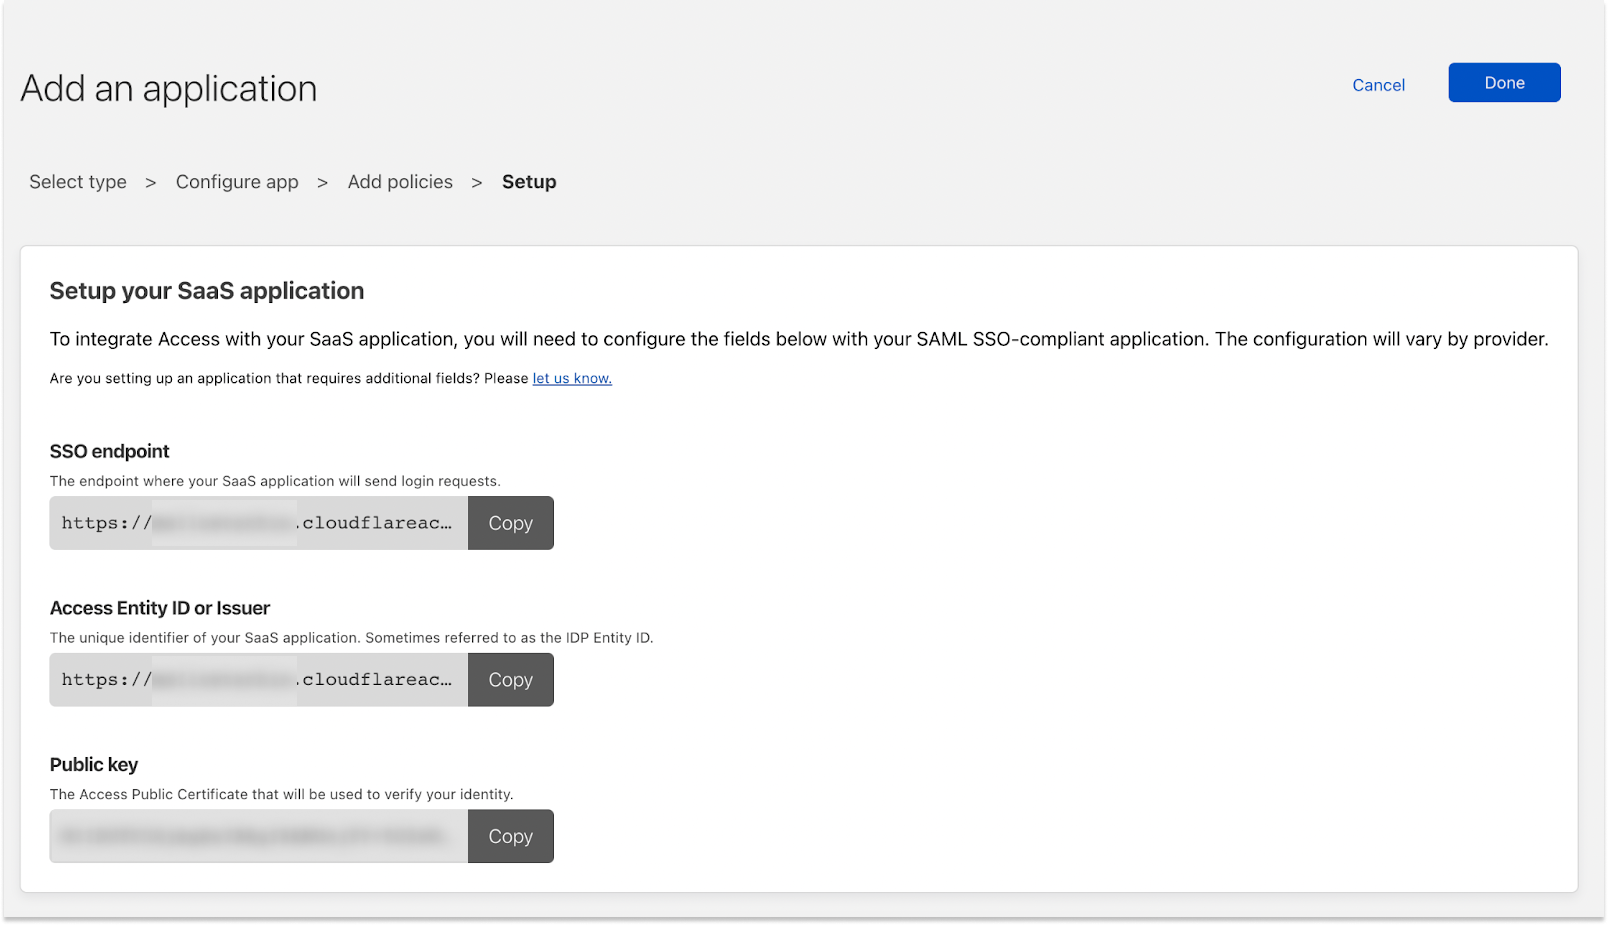 Add an application
Cancel
Done
Select type > Configure app > Add policies > Setup
Setup your SaaS application
To integrate Access with your SaaS application, you will need to configure the fields below with your SAML SSO-compliant application. The configuration will vary by provider.
Are you setting up an application that requires additional fields? Please let us know.
SSO endpoint
The endpoint where your SaaS application will send login requests.
https:// .cloudflareac… Copy
Access Entity ID or Issuer
The unique identifier of your SaaS application. Sometimes referred to as the IDP Entity ID.
https:// .cloudflareac… Copy
Public key
The Access Public Certificate that will be used to verify your identity.
Copy